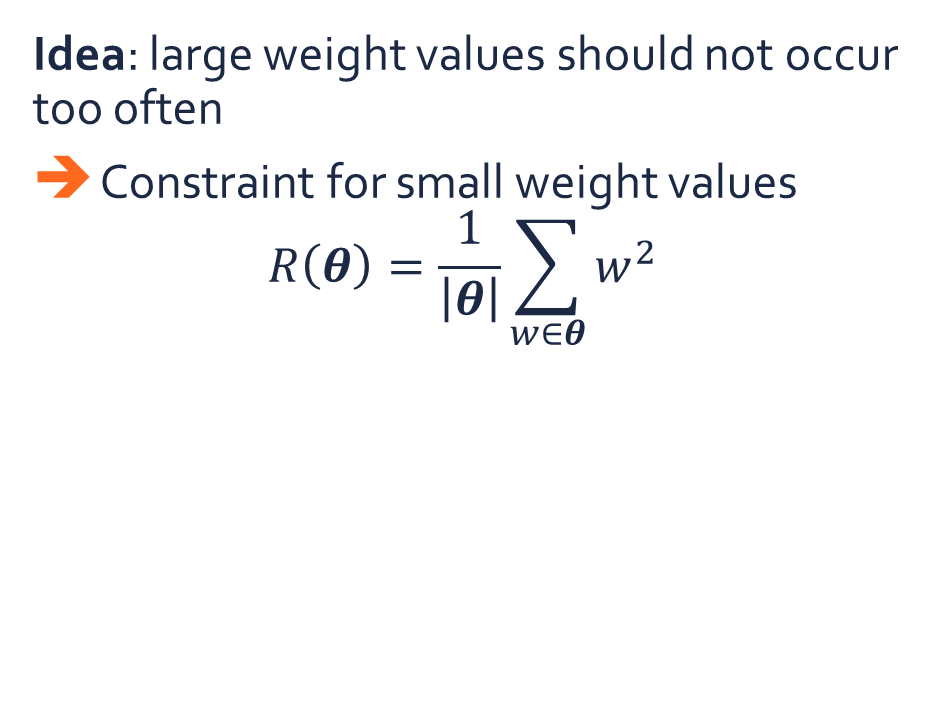 Idea: large weight values should not occur
too often
➔ Constraint for small weight values
R(𝜽) = 1/|𝜽| ∑_{w∈𝜽} w²